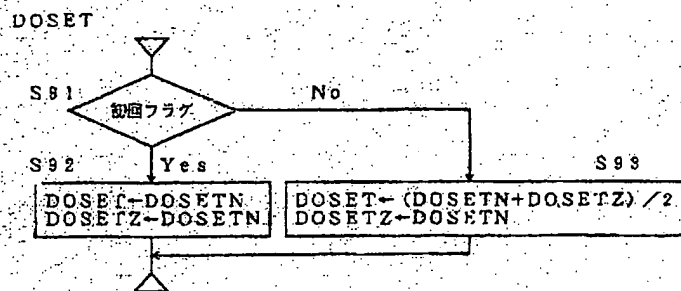 DOSET
S91
初回フラグ
No
S92
Yes
S93
DOSET←DOSETN
DOSETZ←DOSETN
DOSET←(DOSETN+DOSETZ)/2
DOSETZ←DOSETN